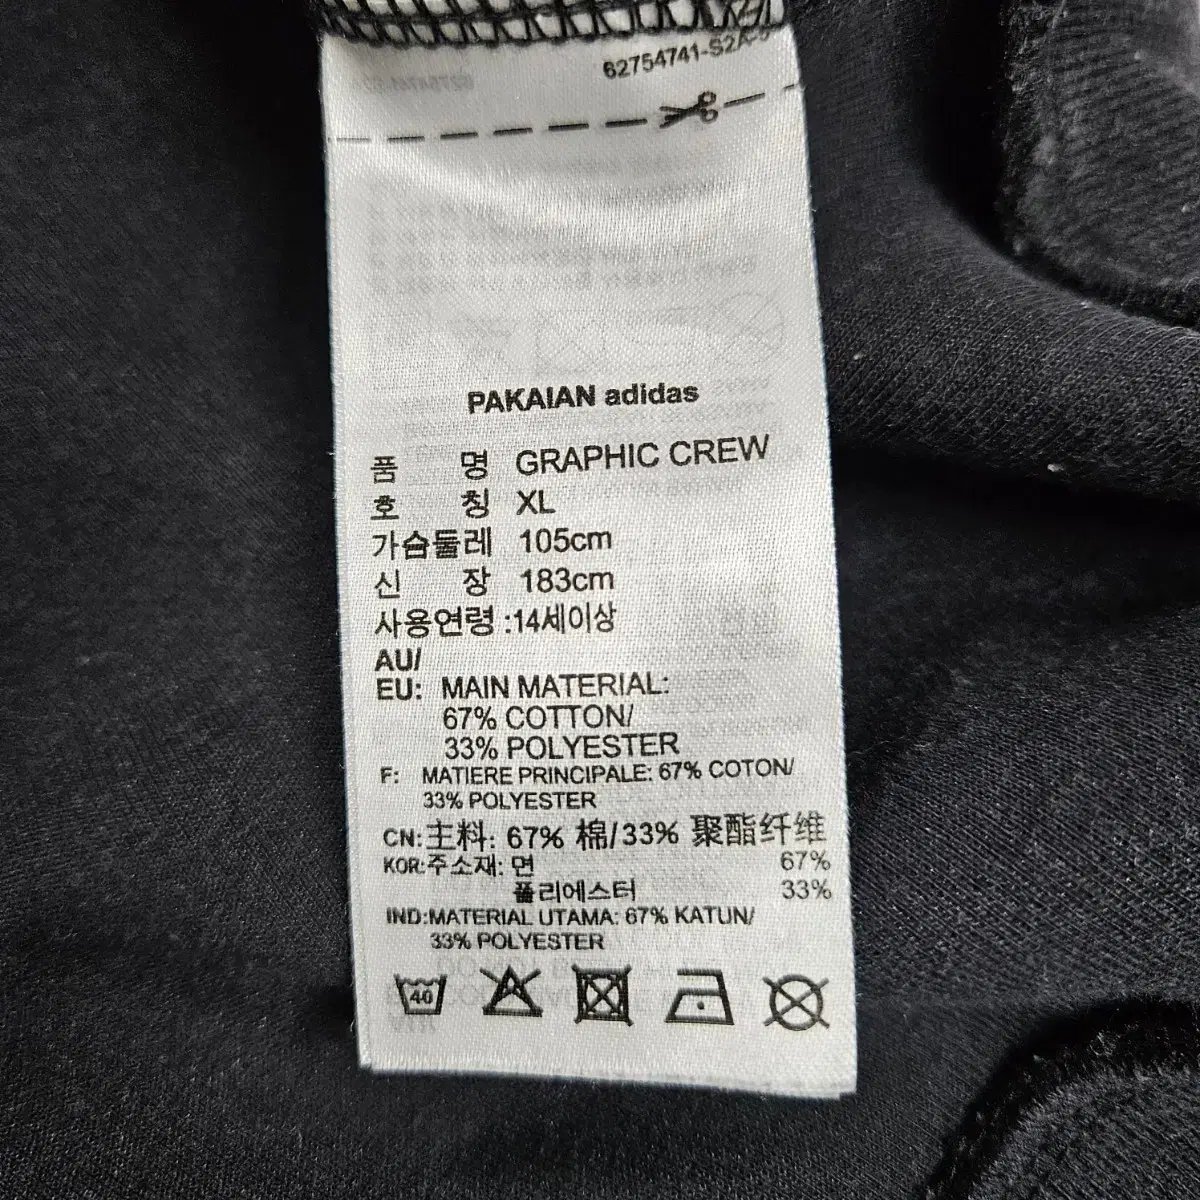 62754741-S2A-5
PAKAIAN adidas
품 명 GRAPHIC CREW
호 칭 XL
가슴둘레 105cm
신 장 183cm
사용연령 :14세이상
AU/
EU: MAIN MATERIAL:
67% COTTON/
33% POLYESTER
F: MATIERE PRINCIPALE: 67% COTON/
33% POLYESTER
CN:主料: 67% 棉/33% 聚酯纤维
KOR:주소재: 면 67%
폴리에스터 33%
IND:MATERIAL UTAMA: 67% KATUN/
33% POLYESTER
40